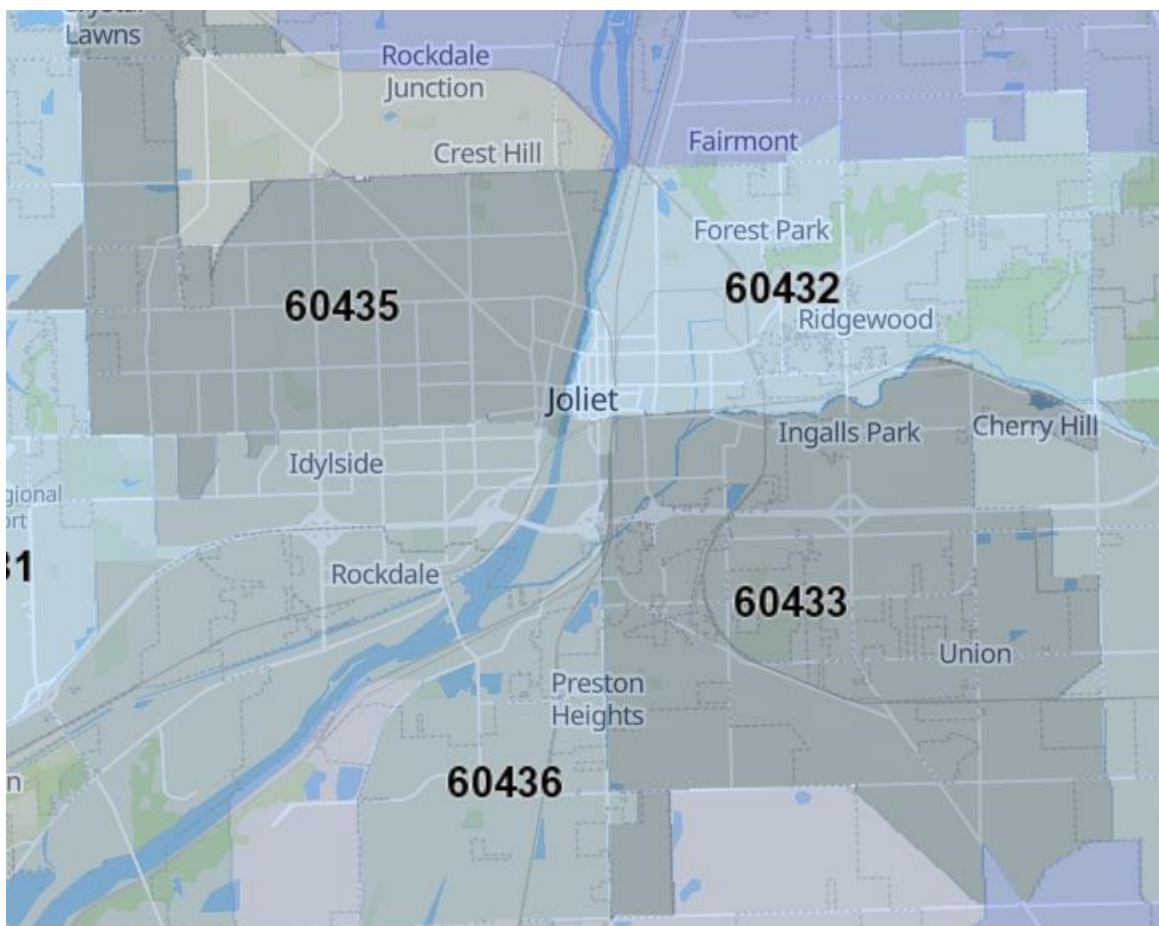 Lawns
Rockdale
Junction
Crest Hill
Fairmont
Forest Park
60435
60432
Ridgewood
Joliet
Ingalls Park
Cherry Hill
Idylside
Rockdale
60433
Union
Preston
Heights
60436